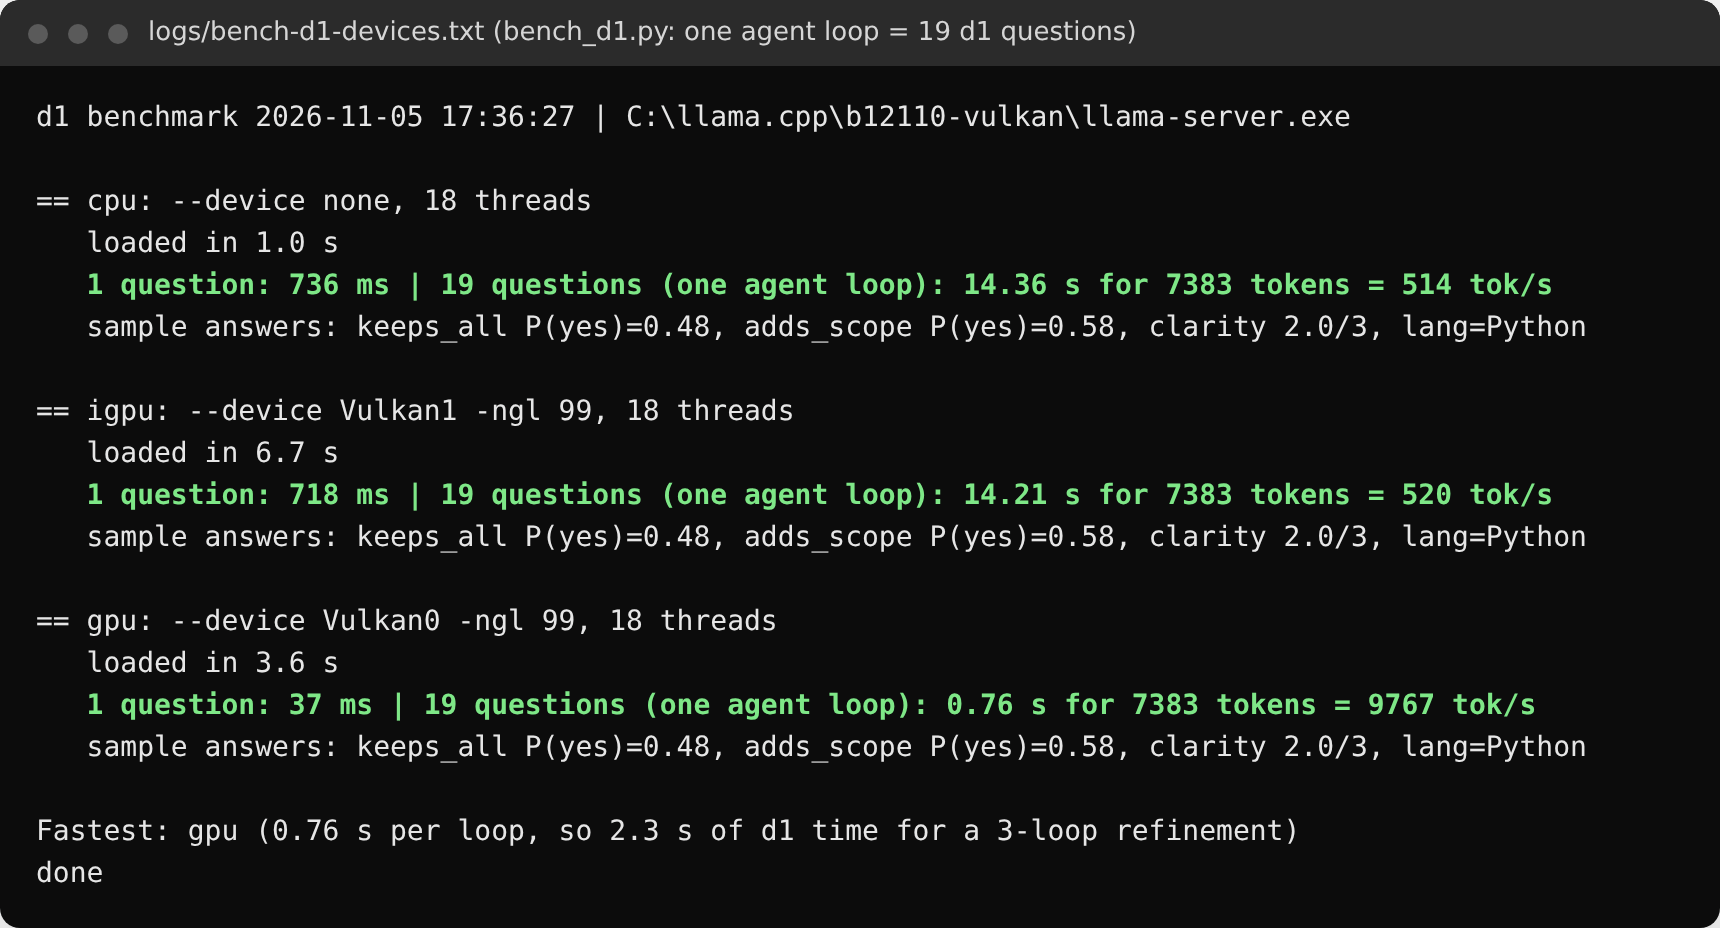 logs/bench-d1-devices.txt (bench_d1.py: one agent loop = 19 d1 questions)
d1 benchmark 2026-11-05 17:36:27 | C:\llama.cpp\b12110-vulkan\llama-server.exe
== cpu: --device none, 18 threads
loaded in 1.0 s
1 question: 736 ms | 19 questions (one agent loop): 14.36 s for 7383 tokens = 514 tok/s
sample answers: keeps_all P(yes)=0.48, adds_scope P(yes)=0.58, clarity 2.0/3, lang=Python
== igpu: --device Vulkan1 -ngl 99, 18 threads
loaded in 6.7 s
1 question: 718 ms | 19 questions (one agent loop): 14.21 s for 7383 tokens = 520 tok/s
sample answers: keeps_all P(yes)=0.48, adds_scope P(yes)=0.58, clarity 2.0/3, lang=Python
== gpu: --device Vulkan0 -ngl 99, 18 threads
loaded in 3.6 s
1 question: 37 ms | 19 questions (one agent loop): 0.76 s for 7383 tokens = 9767 tok/s
sample answers: keeps_all P(yes)=0.48, adds_scope P(yes)=0.58, clarity 2.0/3, lang=Python
Fastest: gpu (0.76 s per loop, so 2.3 s of d1 time for a 3-loop refinement)
done